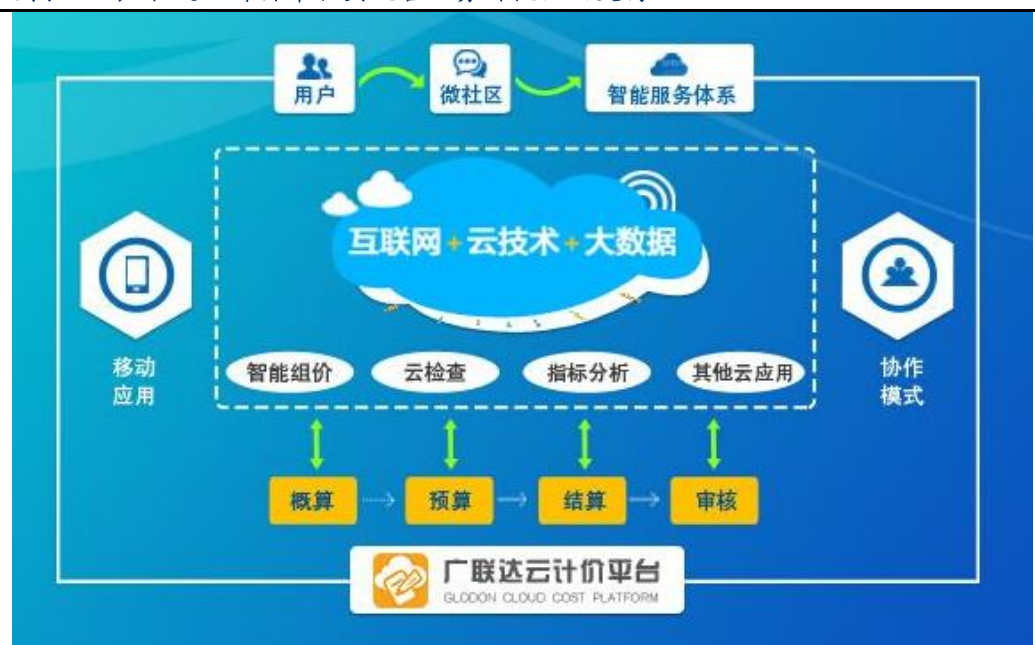 用户
微社区
智能服务体系
互联网+云技术+大数据
移动
应用
协作
模式
智能组价
云检查
指标分析
其他云应用
概算
预算
结算
审核
广联达云计价平台
GLODON CLOUD COST PLATFORM